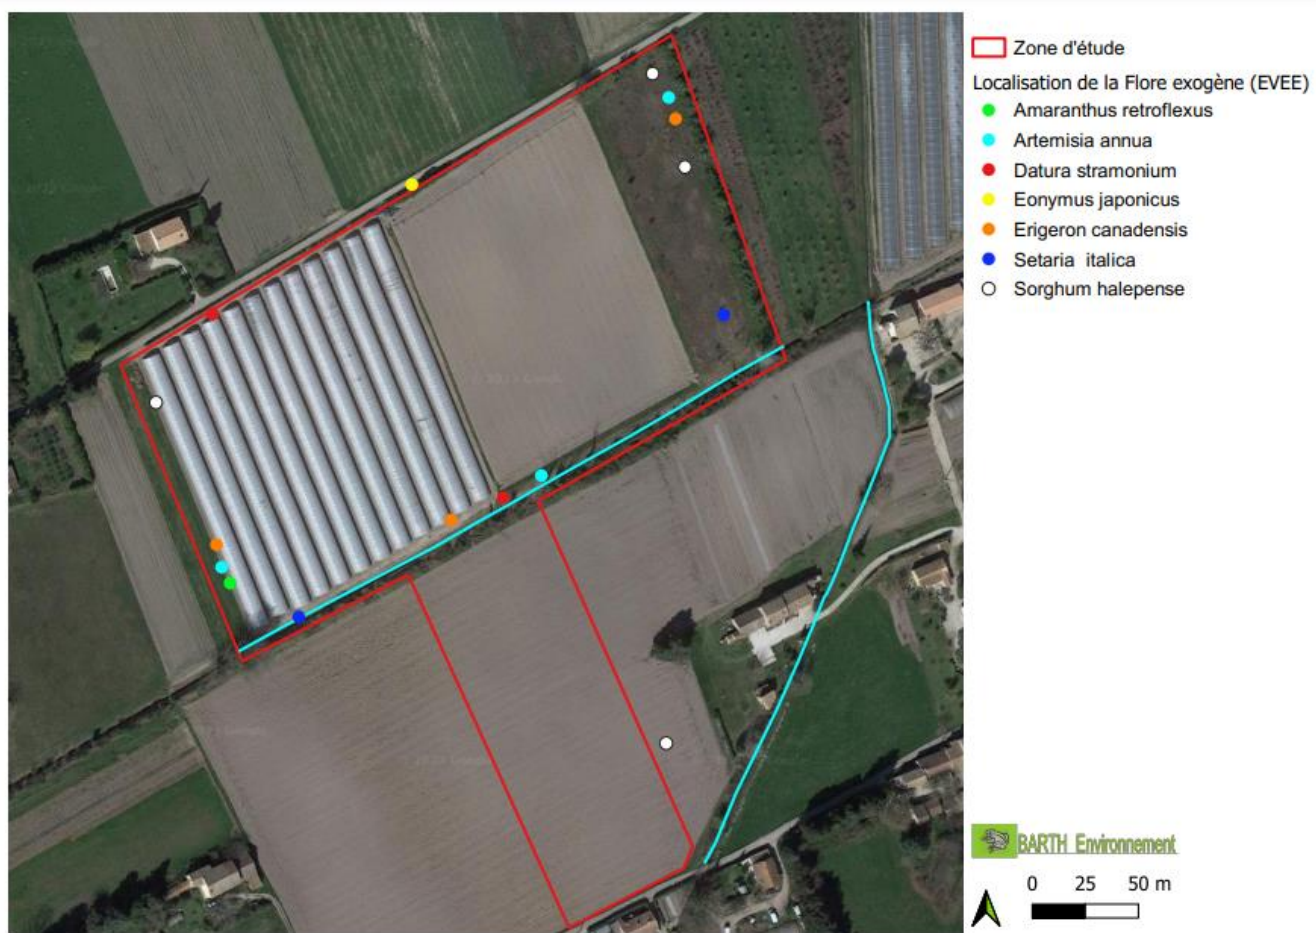 Zone d'étude
Localisation de la Flore exogène (EVEE)
Amaranthus retroflexus
Artemisia annua
Datura stramonium
Eonymus japonicus
Erigeron canadensis
Setaria italica
Sorghum halepense
BARTH Environnement
0 25 50 m